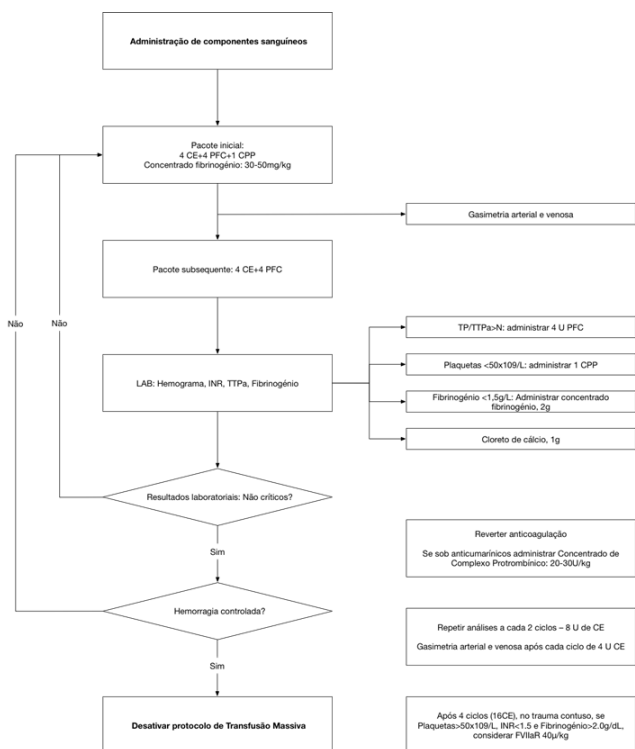 Administração de componentes sanguíneos
Pacote inicial:
4 CE+4 PFC+1 CPP
Concentrado fibrinogénio: 30-50mg/kg
Gasimetria arterial e venosa
Pacote subsequente: 4 CE+4 PFC
Não
Não
TP/TTPa>N: administrar 4 U PFC
Plaquetas <50x109/L: administrar 1 CPP
LAB: Hemograma, INR, TTPa, Fibrinogénio
Fibrinogénio <1,5g/L: Administrar concentrado
fibrinogénio, 2g
Cloreto de cálcio, 1g
Resultados laboratoriais: Não críticos?
Sim
Reverter anticoagulação
Se sob anticumarínicos administrar Concentrado de
Complexo Protrombínico: 20-30U/kg
Hemorragia controlada?
Repetir análises a cada 2 ciclos – 8 U de CE
Gasimetria arterial e venosa após cada ciclo de 4 U CE
Sim
Desativar protocolo de Transfusão Massiva
Após 4 ciclos (16CE), no trauma contuso, se
Plaquetas>50x109/L, INR<1.5 e Fibrinogénio>2.0g/dL,
considerar FVIIaR 40µ/kg